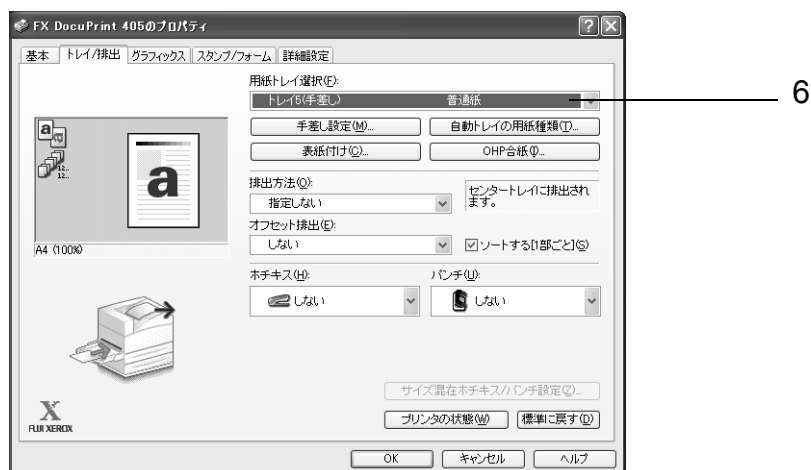 FX DocuPrint 405のプロパティ
基本 トレイ/排出 グラフィックス スタンプ/フォーム 詳細設定
用紙トレイ選択(F):
トレイ5(手差し) 普通紙
6
手差し設定(M)... 自動トレイの用紙種類(T)...
表紙付け(C)... OHP合紙(I)...
a
排出方法(O):
指定しない
センタートレイに排出され
ます。
オフセット排出(E):
しない
ソートする[1部ごと](S)
A4 (100%)
ホチキス(H): パンチ(U):
しない しない
サイズ混在ホチキス/パンチ設定(Z)...
X
FUJI XEROX
プリンタの状態(W) 標準に戻す(D)
OK キャンセル ヘルプ